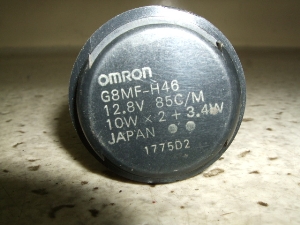 omron
G8MF-H46
12.8V 85C/M
10W × 2 + 3.4W
JAPAN
1775D2